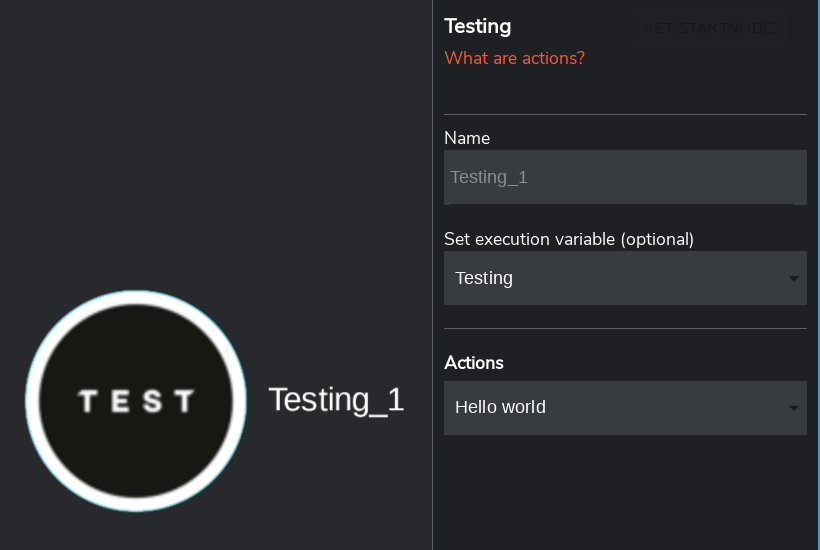 Testing
SET STARTNODE
What are actions?
Name
Testing_1
Set execution variable (optional)
Testing
Actions
Hello world
TEST
Testing_1